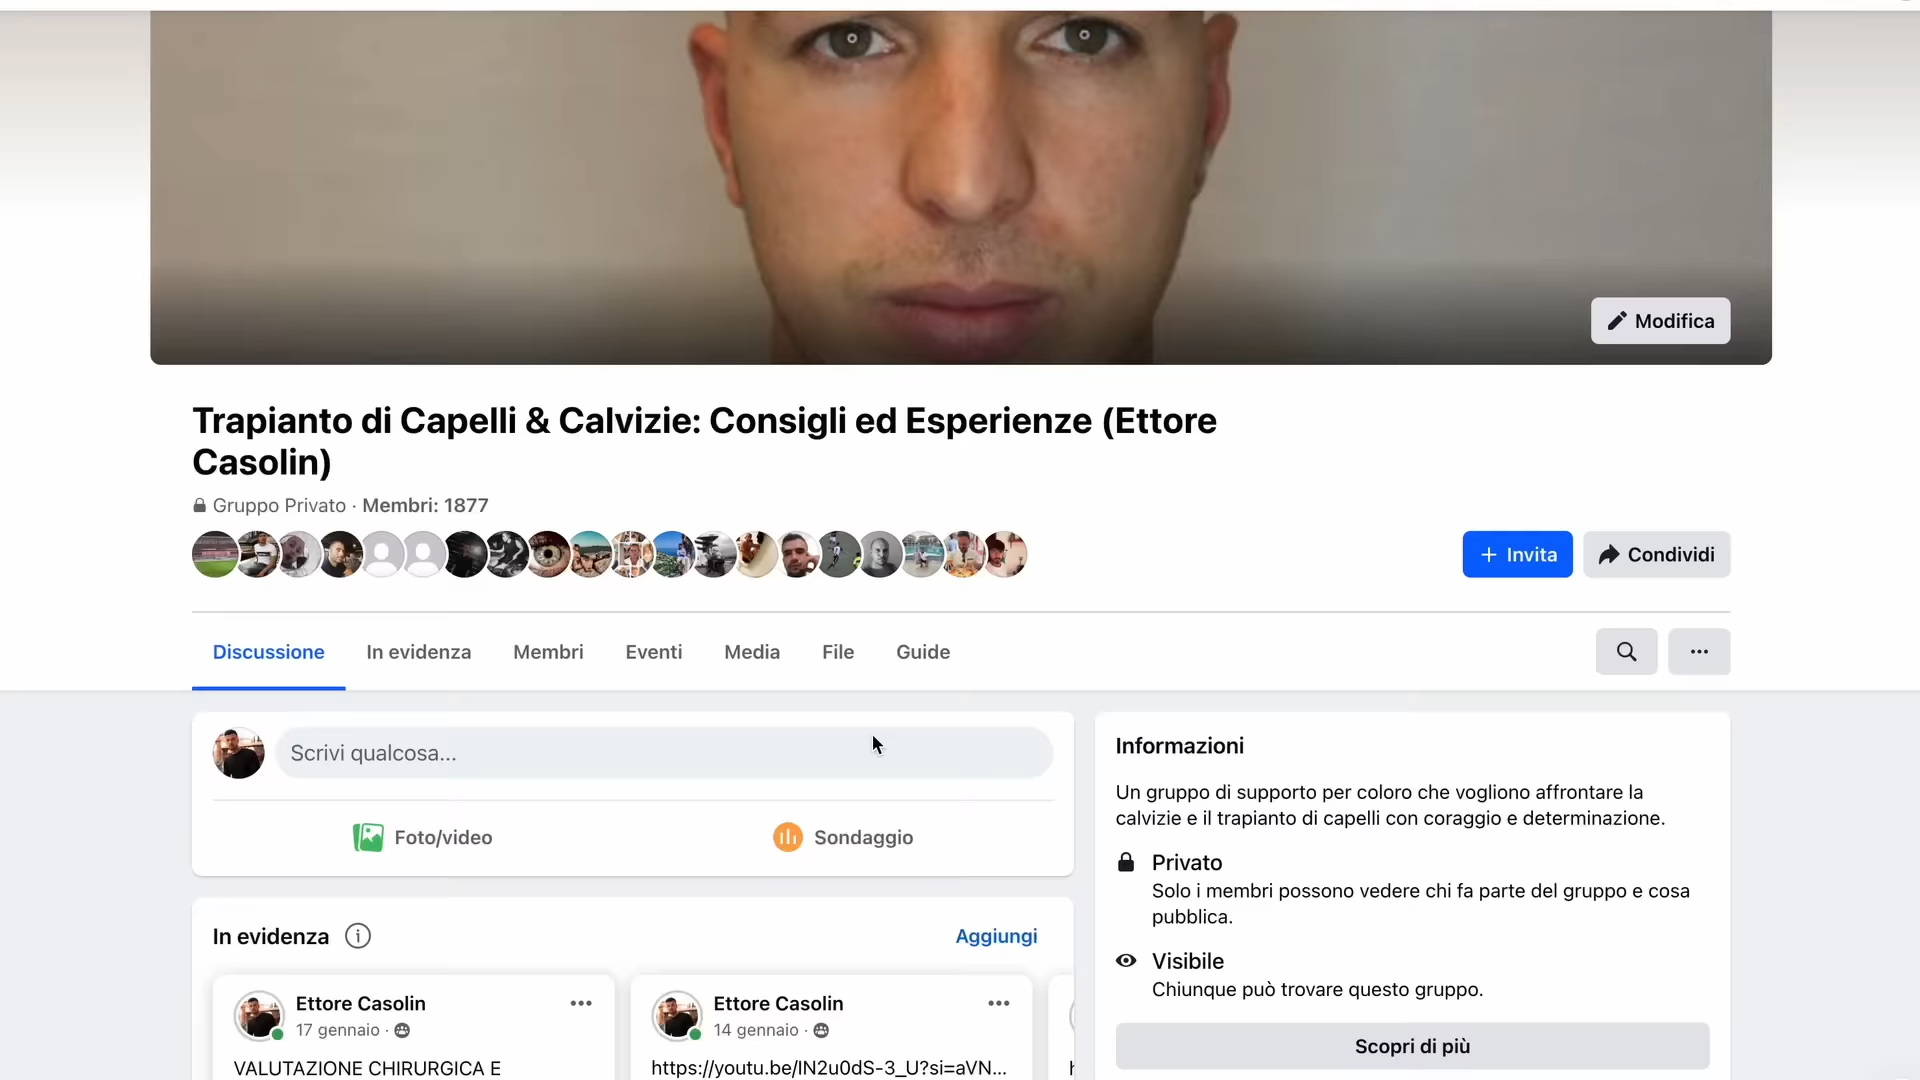 Modifica
Trapianto di Capelli & Calvizie: Consigli ed Esperienze (Ettore
Casolin)
Gruppo Privato · Membri: 1877
Invita
Condividi
Discussione
In evidenza
Membri
Eventi
Media
File
Guide
Scrivi qualcosa...
Foto/video
Sondaggio
In evidenza
Aggiungi
Ettore Casolin
17 gennaio ·
VALUTAZIONE CHIRURGICA E
Ettore Casolin
14 gennaio ·
https://youtu.be/IN2u0dS-3_U?si=aVN...
Informazioni
Un gruppo di supporto per coloro che vogliono affrontare la
calvizie e il trapianto di capelli con coraggio e determinazione.
Privato
Solo i membri possono vedere chi fa parte del gruppo e cosa
pubblica.
Visibile
Chiunque può trovare questo gruppo.
Scopri di più